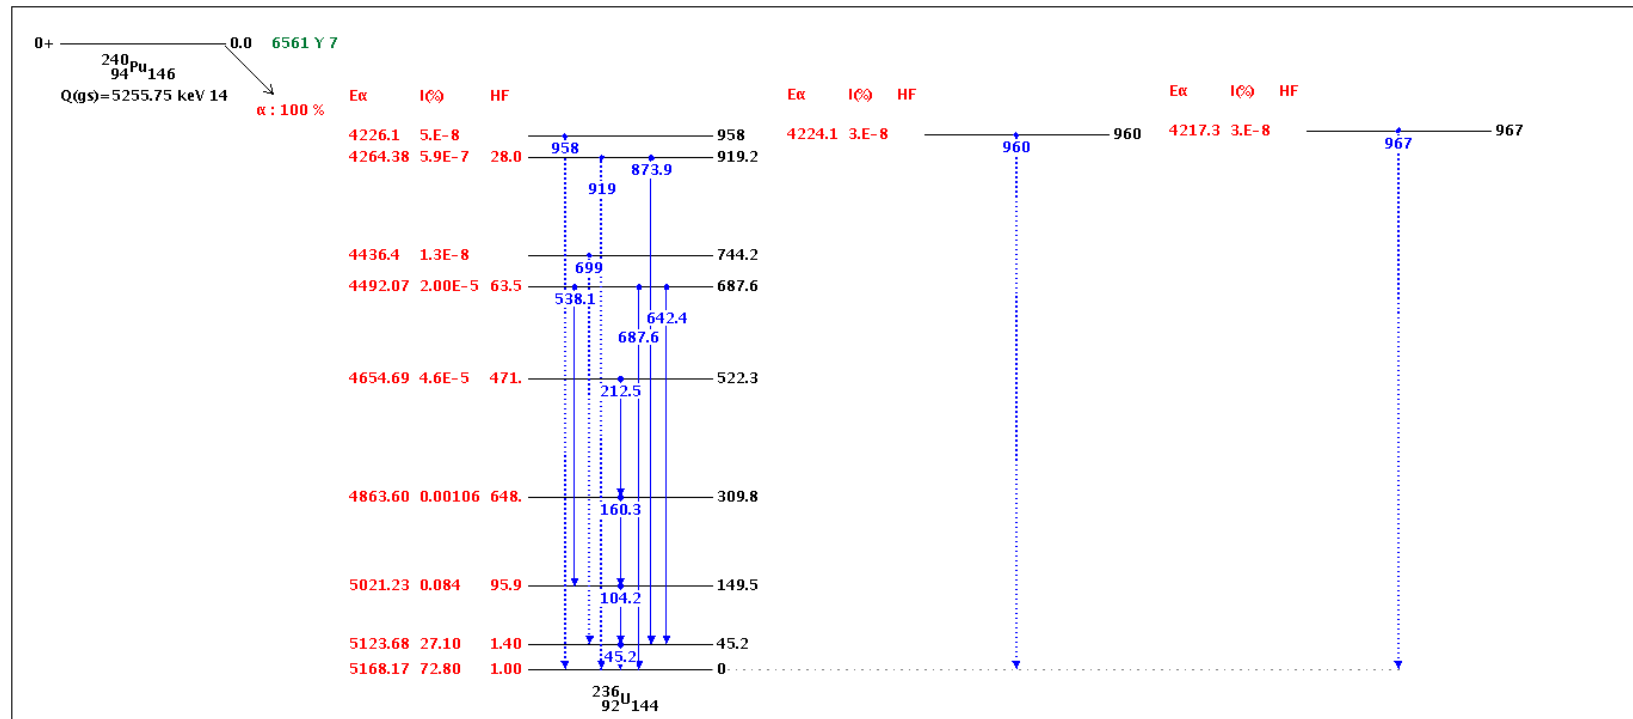 0+ 0.0 6561 Y 7
240
94Pu146
Q(gs)=5255.75 keV 14
α : 100 %
Eα I(%) HF
Eα I(%) HF
Eα I(%) HF
4226.1 5.E-8 958
4224.1 3.E-8 960
4217.3 3.E-8 967
958
960
967
4264.38 5.9E-7 28.0 919.2
873.9
919
4436.4 1.3E-8 744.2
699
4492.07 2.00E-5 63.5 687.6
538.1
642.4
687.6
4654.69 4.6E-5 471. 522.3
212.5
4863.60 0.00106 648. 309.8
160.3
5021.23 0.084 95.9 149.5
104.2
5123.68 27.10 1.40 45.2
45.2
5168.17 72.80 1.00 0
236
92U144